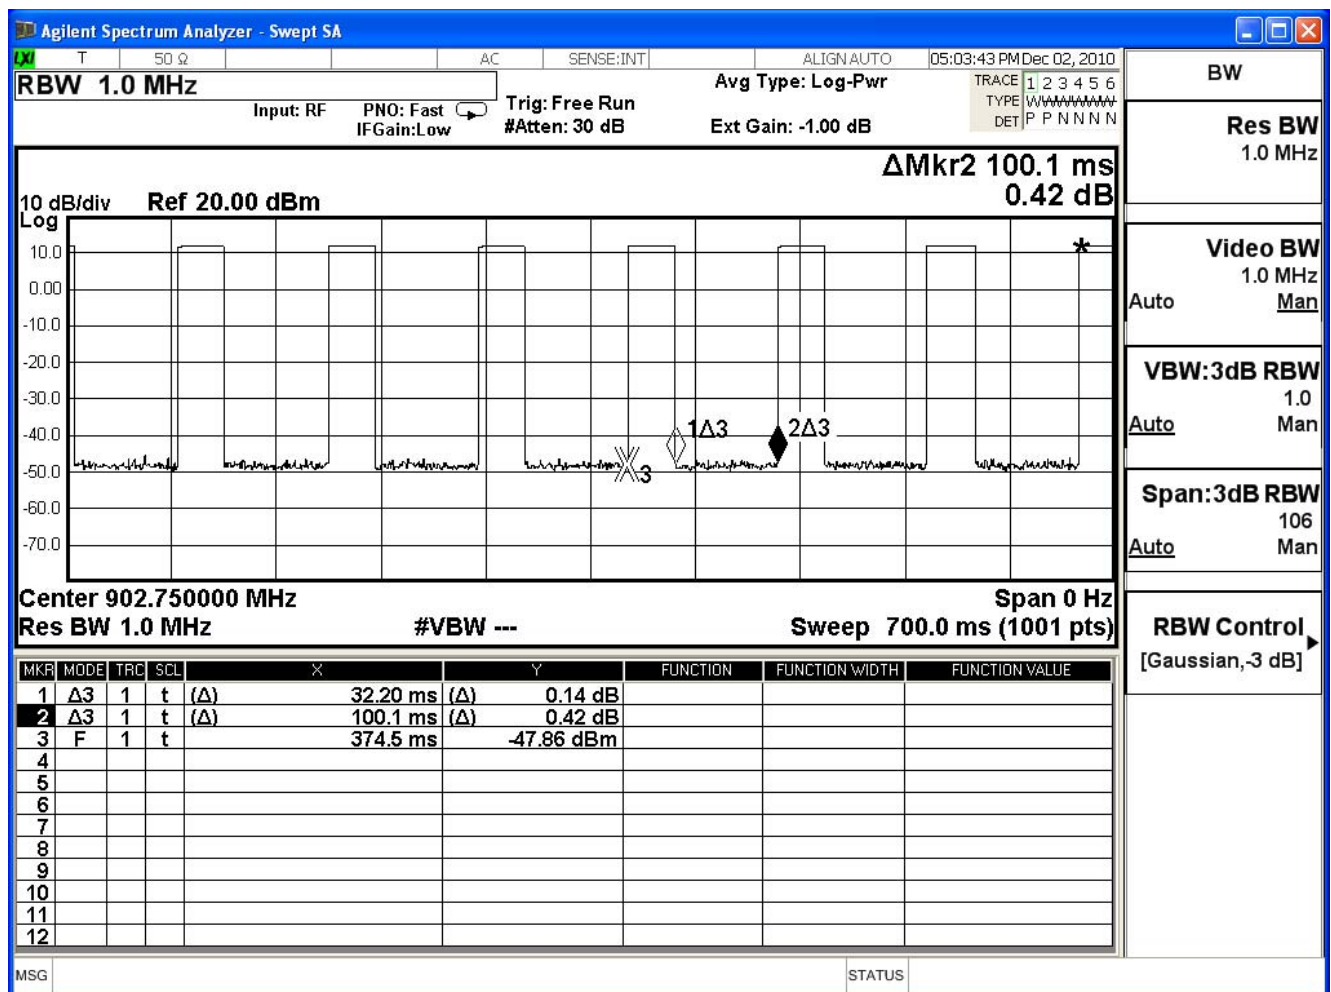 Agilent Spectrum Analyzer - Swept SA
LXI T 50 Ω AC SENSE:INT ALIGN AUTO 05:03:43 PM Dec 02, 2010
RBW 1.0 MHz
Input: RF
PNO: Fast
IFGain:Low
Trig: Free Run
#Atten: 30 dB
Avg Type: Log-Pwr
Ext Gain: -1.00 dB
TRACE 1 2 3 4 5 6
TYPE
DET P P N N N N
ΔMkr2 100.1 ms
0.42 dB
10 dB/div Ref 20.00 dBm
Log
10.0
0.00
-10.0
-20.0
-30.0
-40.0
-50.0
-60.0
-70.0
1Δ3
2Δ3
3
Center 902.750000 MHz Span 0 Hz
Res BW 1.0 MHz #VBW --- Sweep 700.0 ms (1001 pts)
MKR MODE TRC SCL X Y FUNCTION FUNCTION WIDTH FUNCTION VALUE
1 Δ3 1 t (Δ) 32.20 ms (Δ) 0.14 dB
2 Δ3 1 t (Δ) 100.1 ms (Δ) 0.42 dB
3 F 1 t 374.5 ms -47.86 dBm
4
5
6
7
8
9
10
11
12
MSG STATUS
BW
Res BW
1.0 MHz
Video BW
1.0 MHz
Auto Man
VBW:3dB RBW
1.0
Auto Man
Span:3dB RBW
106
Auto Man
RBW Control
[Gaussian,-3 dB]